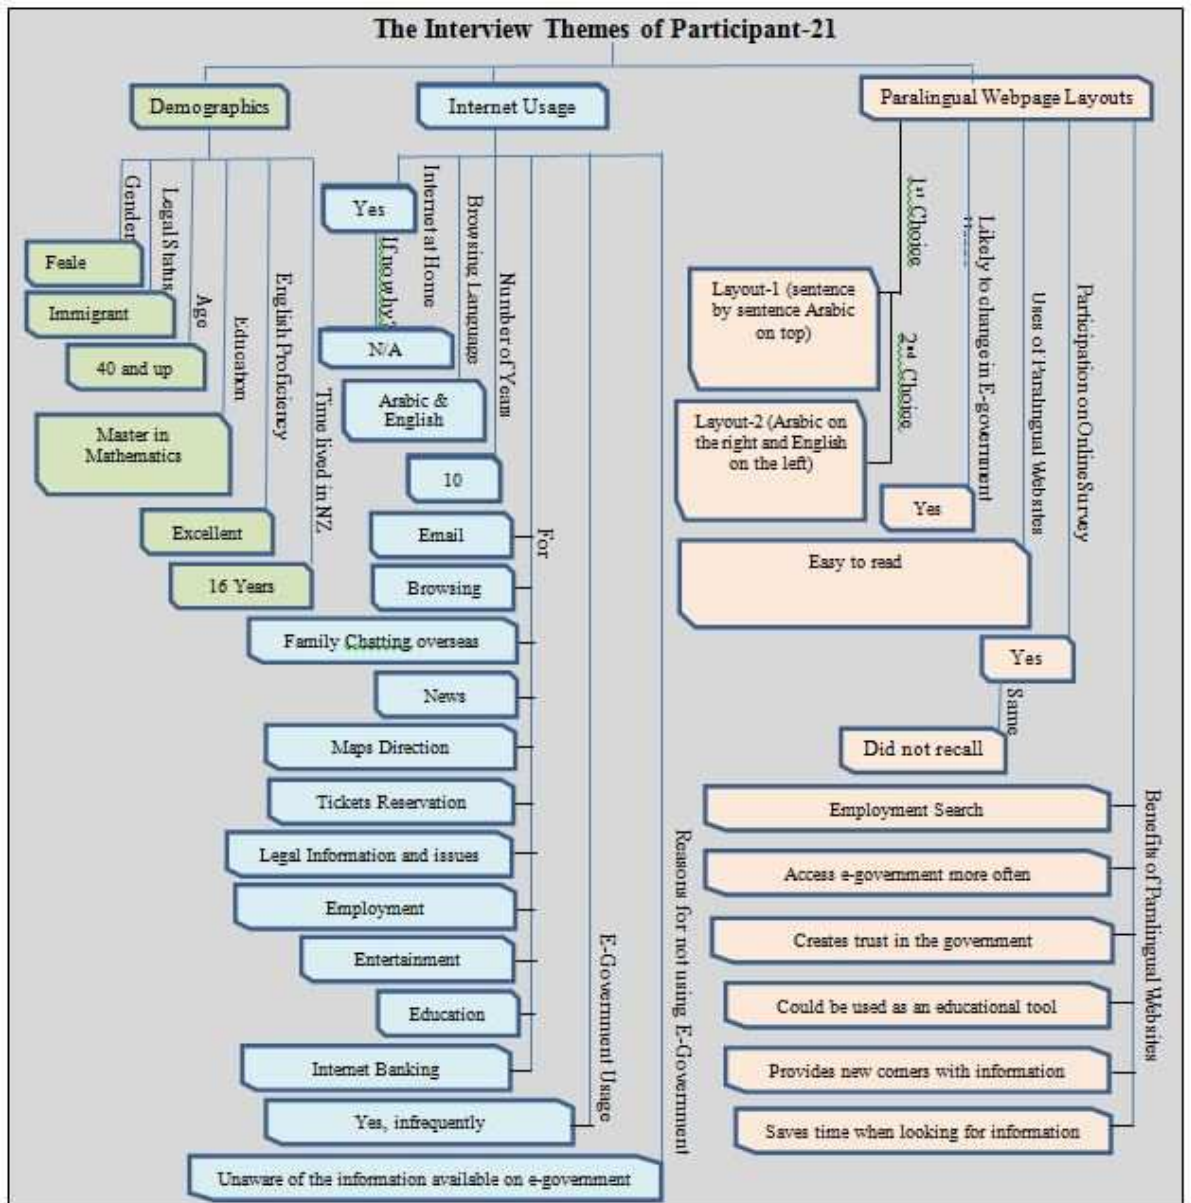 The Interview Themes of Participant-21
Demographics
Gender
Feale
Legal Status
Immigrant
Age
40 and up
Education
Master in
Mathematics
English Proficiency
Excellent
Time lived in NZ
16 Years
Internet Usage
Internet at Home
Yes
If no why?
N/A
Browsing Language
Arabic &
English
Number of Years
10
For
Email
Browsing
Family Chatting overseas
News
Maps Direction
Tickets Reservation
Legal Information and issues
Employment
Entertainment
Education
Internet Banking
E-Government Usage
Yes, infrequently
Reasons for not using E-Government
Unaware of the information available on e-government
Paralingual Webpage Layouts
1st Choice
Layout-1 (sentence
by sentence Arabic
on top)
2nd Choice
Layout-2 (Arabic on
the right and English
on the left)
Likely to change in E-government
Yes
Uses of Paralingual Websites
Easy to read
Participation on Online Survey
Yes
Same
Did not recall
Benefits of Paralingual Websites
Employment Search
Access e-government more often
Creates trust in the government
Could be used as an educational tool
Provides new comers with information
Saves time when looking for information